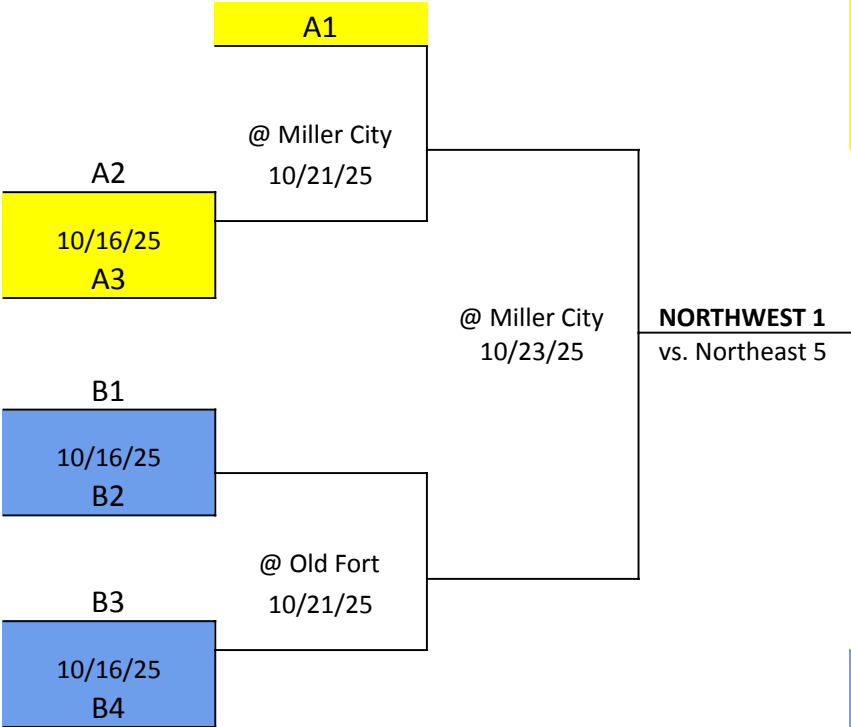 A1
@ Miller City
10/21/25
A2
10/16/25
A3
@ Miller City
10/23/25
NORTHWEST 1
vs. Northeast 5
B1
10/16/25
B2
@ Old Fort
10/21/25
B3
10/16/25
B4